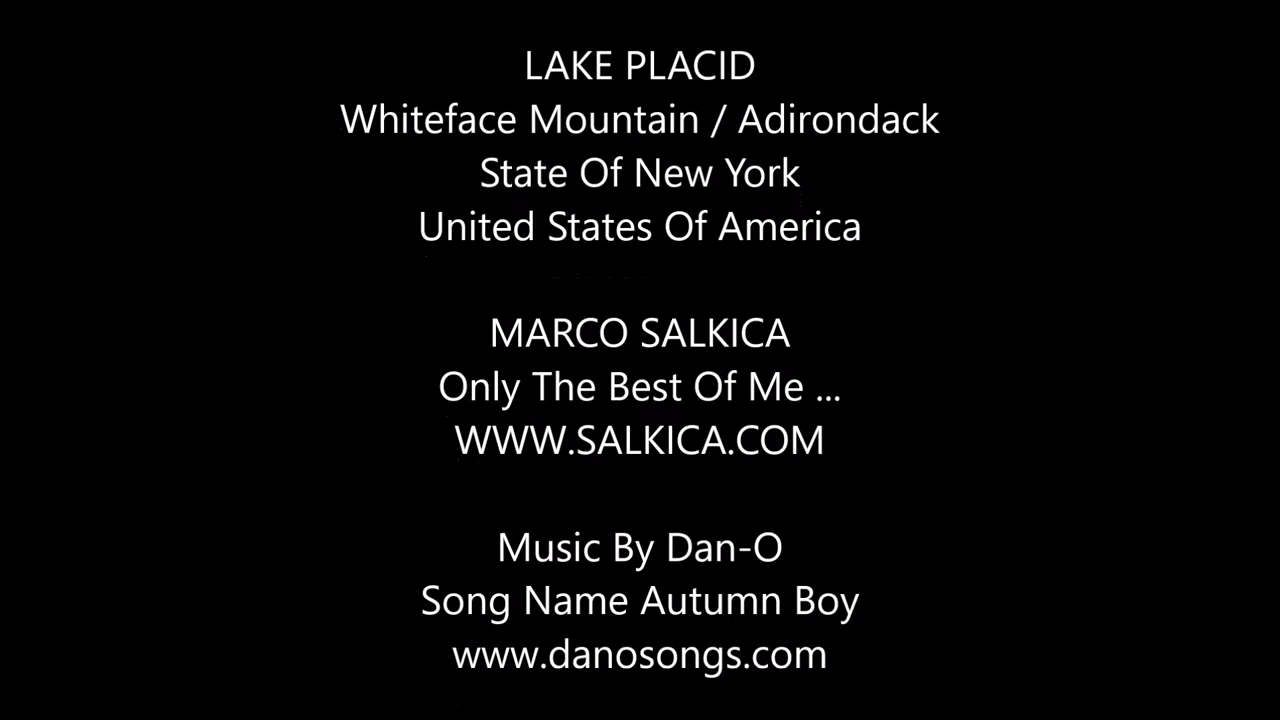 LAKE PLACID
Whiteface Mountain / Adirondack
State Of New York
United States Of America
MARCO SALKICA
Only The Best Of Me ...
WWW.SALKICA.COM
Music By Dan-O
Song Name Autumn Boy
www.danosongs.com